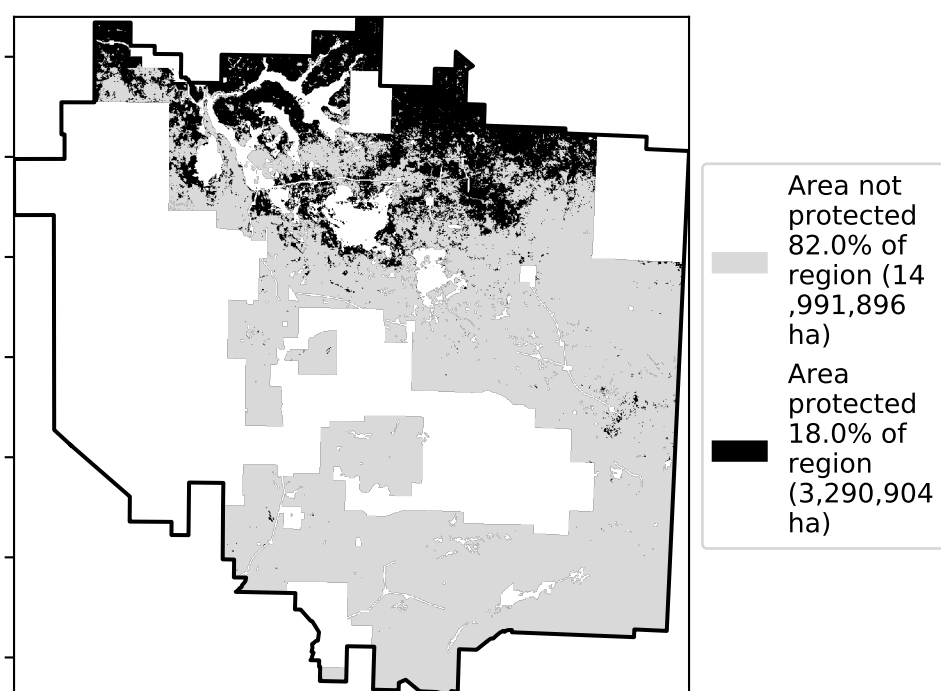 Area not
protected
82.0% of
region (14
,991,896
ha)
Area
protected
18.0% of
region
(3,290,904
ha)